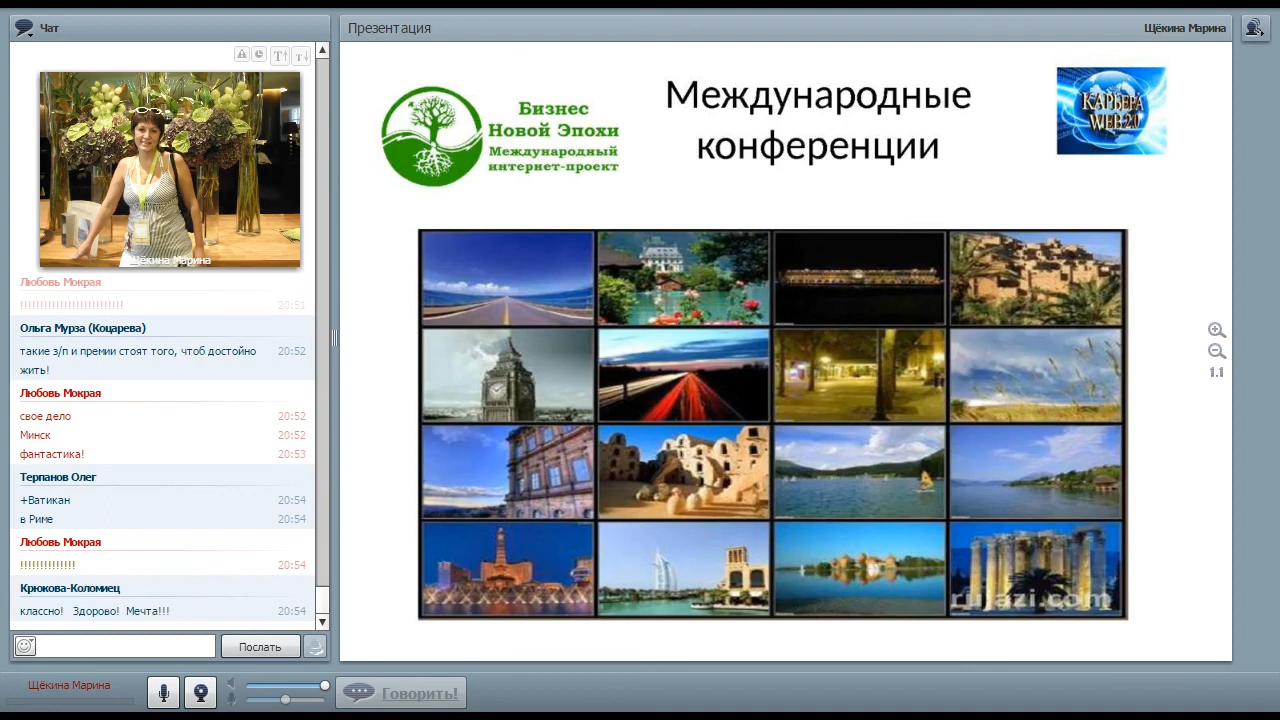 Чат
Щёкина Марина
Любовь Мокрая
!!!!!!!!!!!!!!!!!!!!!!!!!! 20:51
Ольга Мурза (Коцарева)
такие з/п и премии стоят того, чтоб достойно 20:52
жить!
Любовь Мокрая
свое дело 20:52
Минск 20:52
фантастика! 20:53
Терпанов Олег
+Ватикан 20:54
в Риме 20:54
Любовь Мокрая
!!!!!!!!!!!!!! 20:54
Крюкова-Коломиец
классно! Здорово! Мечта!!! 20:54
Послать
Щёкина Марина
Говорить!
Презентация
Щёкина Марина
Бизнес
Новой Эпохи
Международный
интернет-проект
Международные
конференции
КАРЬЕРА
WEB 2.0
1.1